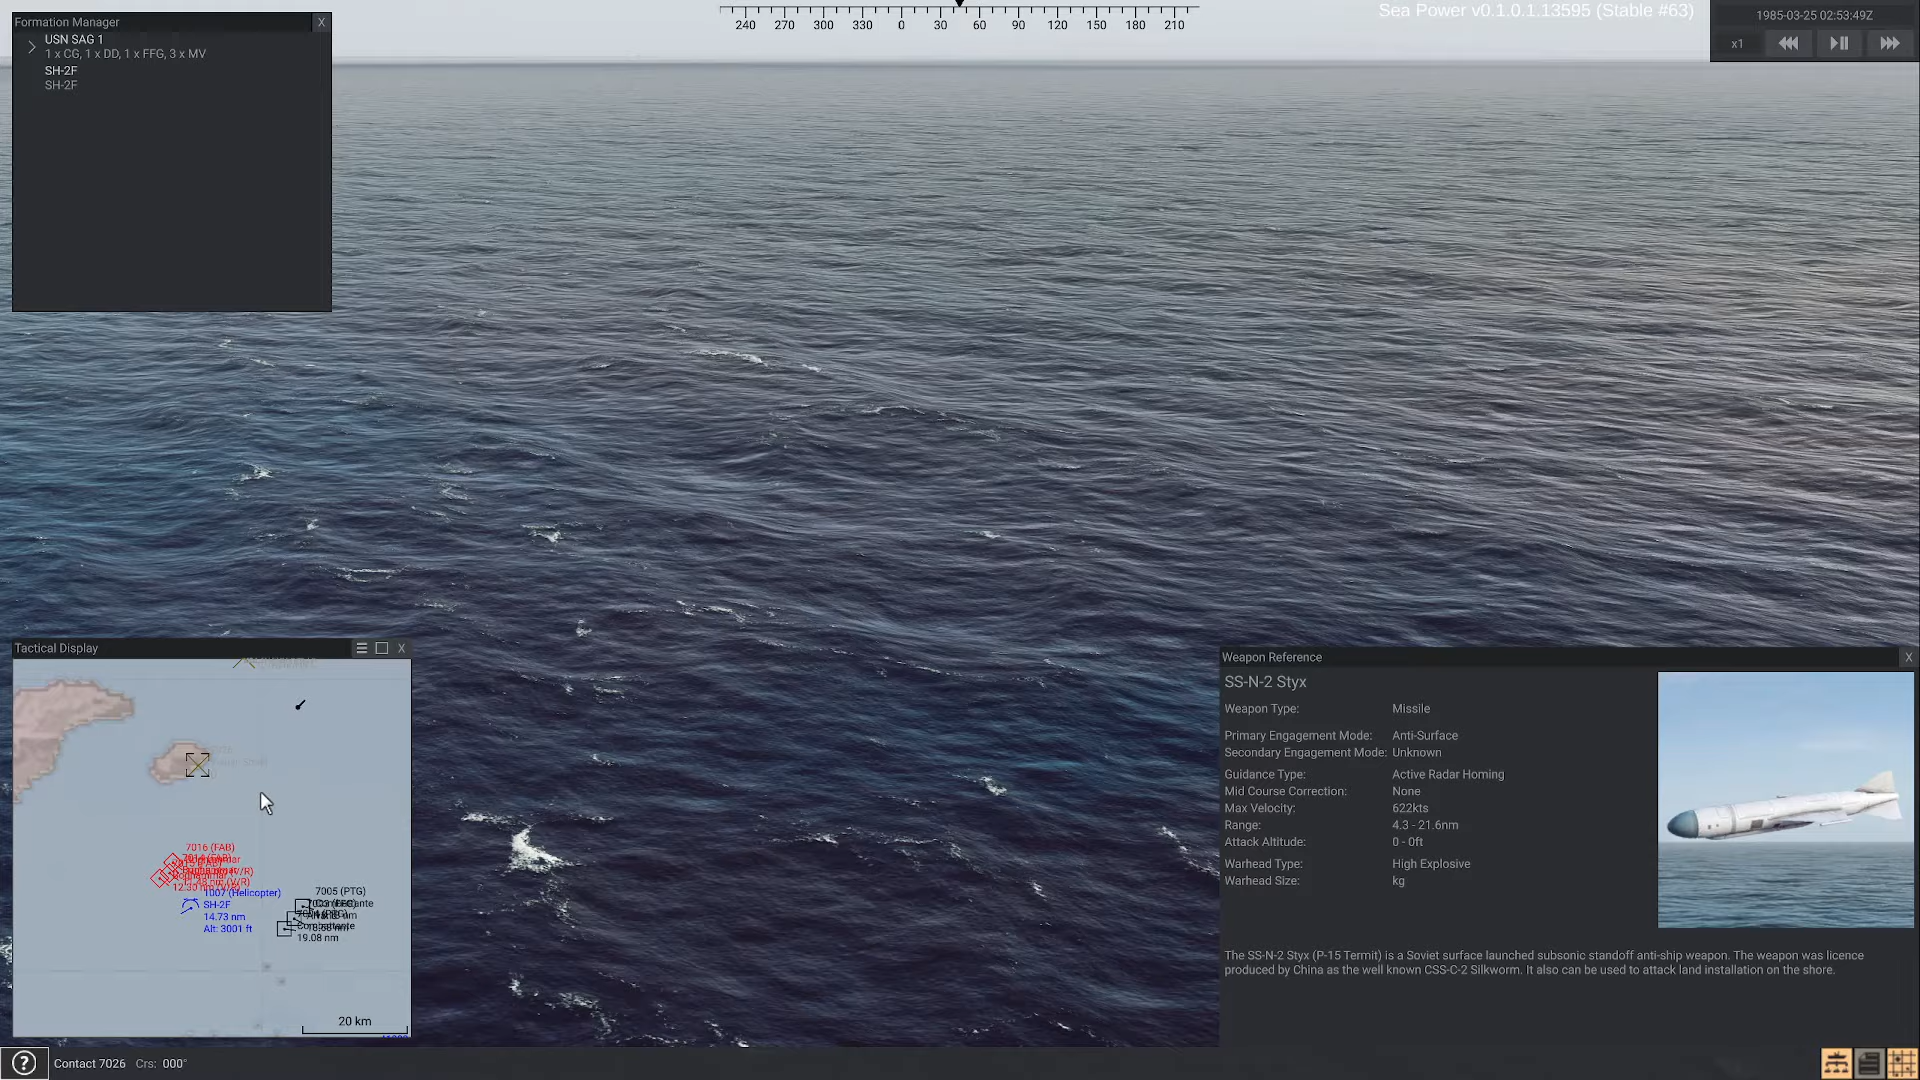 Formation Manager
X
USN SAG 1
1 x CG, 1 x DD, 1 x FFG, 3 x MV
SH-2F
SH-2F
240 270 300 330 0 30 60 90 120 150 180 210
Sea Power v0.1.0.1.13595 (Stable #63)
1985-03-25 02:53:49Z
x1
Tactical Display
X
7016 (FAB)
12.30 nm (V/R)
1007 (Helicopter)
SH-2F
14.73 nm
Alt: 3001 ft
7005 (PTG)
Combattante
19.08 nm
20 km
Weapon Reference
X
SS-N-2 Styx
Weapon Type: Missile
Primary Engagement Mode: Anti-Surface
Secondary Engagement Mode: Unknown
Guidance Type: Active Radar Homing
Mid Course Correction: None
Max Velocity: 622kts
Range: 4.3 - 21.6nm
Attack Altitude: 0 - 0ft
Warhead Type: High Explosive
Warhead Size: kg
The SS-N-2 Styx (P-15 Termit) is a Soviet surface launched subsonic standoff anti-ship weapon. The weapon was licence
produced by China as the well known CSS-C-2 Silkworm. It also can be used to attack land installation on the shore.
?
Contact 7026 Crs: 000°